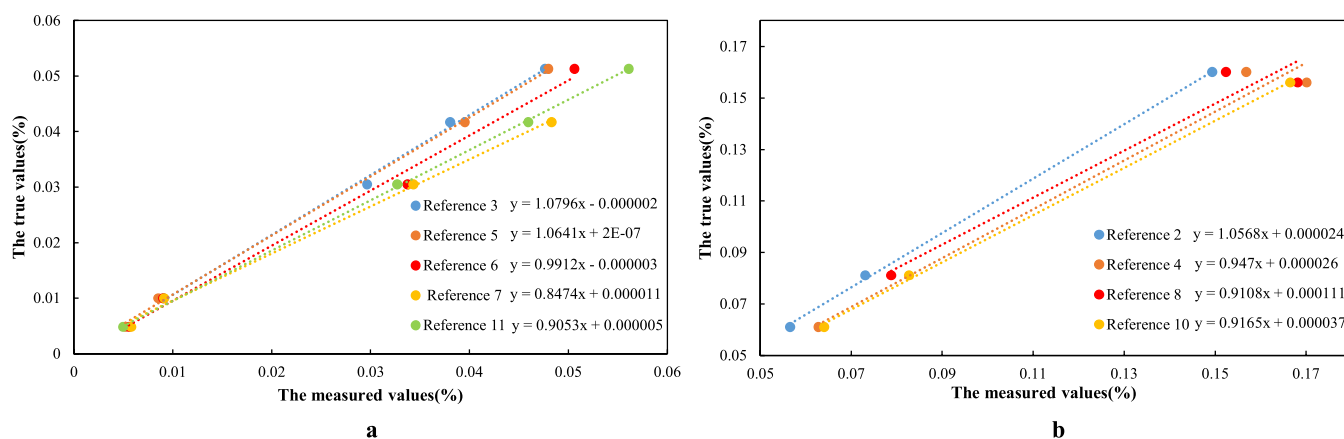 0.06
0.05
0.04
0.03
0.02
0.01
0
The true values(%)
Reference 3 y = 1.0796x - 0.000002
Reference 5 y = 1.0641x + 2E-07
Reference 6 y = 0.9912x - 0.000003
Reference 7 y = 0.8474x + 0.000011
Reference 11 y = 0.9053x + 0.000005
0 0.01 0.02 0.03 0.04 0.05 0.06
The measured values(%)
a
0.17
0.15
0.13
0.11
0.09
0.07
0.05
The true values(%)
Reference 2 y = 1.0568x + 0.000024
Reference 4 y = 0.947x + 0.000026
Reference 8 y = 0.9108x + 0.000111
Reference 10 y = 0.9165x + 0.000037
0.05 0.07 0.09 0.11 0.13 0.15 0.17
The measured values(%)
b